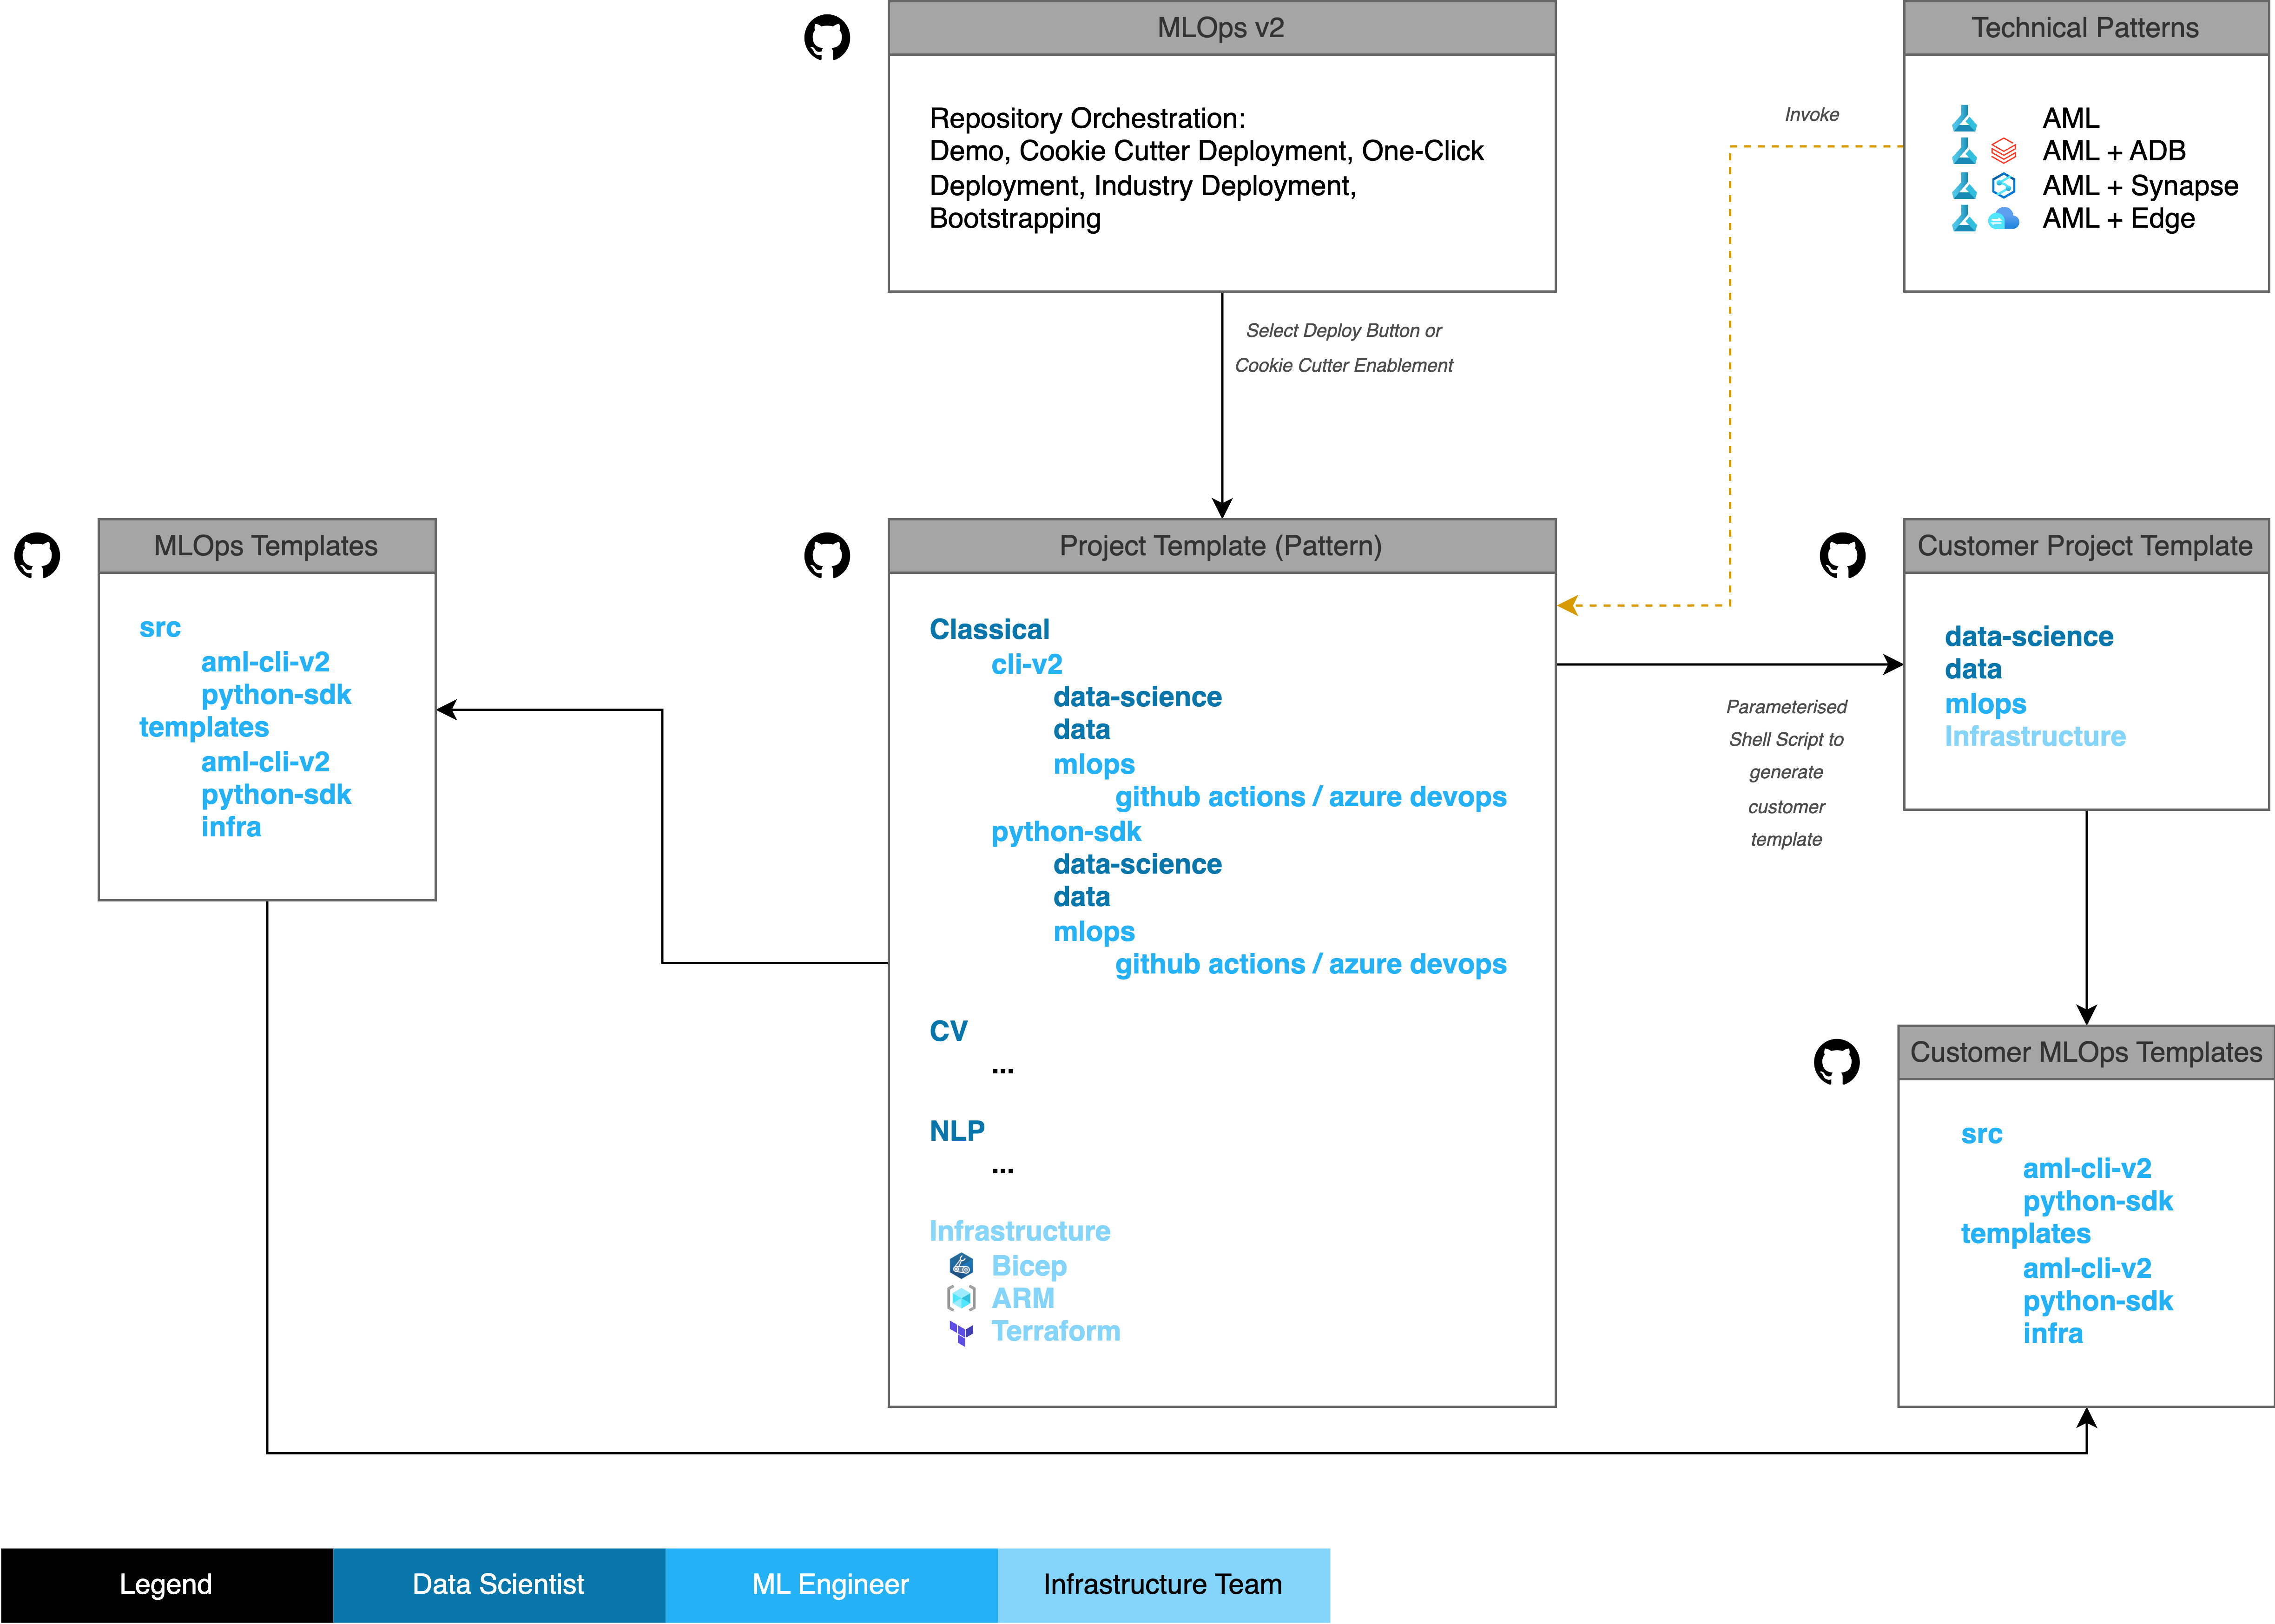 MLOps v2
Repository Orchestration:
Demo, Cookie Cutter Deployment, One-Click
Deployment, Industry Deployment,
Bootstrapping
Technical Patterns
AML
AML + ADB
AML + Synapse
AML + Edge
Invoke
Select Deploy Button or
Cookie Cutter Enablement
MLOps Templates
src
aml-cli-v2
python-sdk
templates
aml-cli-v2
python-sdk
infra
Project Template (Pattern)
Classical
cli-v2
data-science
data
mlops
github actions / azure devops
python-sdk
data-science
data
mlops
github actions / azure devops
CV
...
NLP
...
Infrastructure
Bicep
ARM
Terraform
Parameterised
Shell Script to
generate
customer
template
Customer Project Template
data-science
data
mlops
Infrastructure
Customer MLOps Templates
src
aml-cli-v2
python-sdk
templates
aml-cli-v2
python-sdk
infra
Legend
Data Scientist
ML Engineer
Infrastructure Team